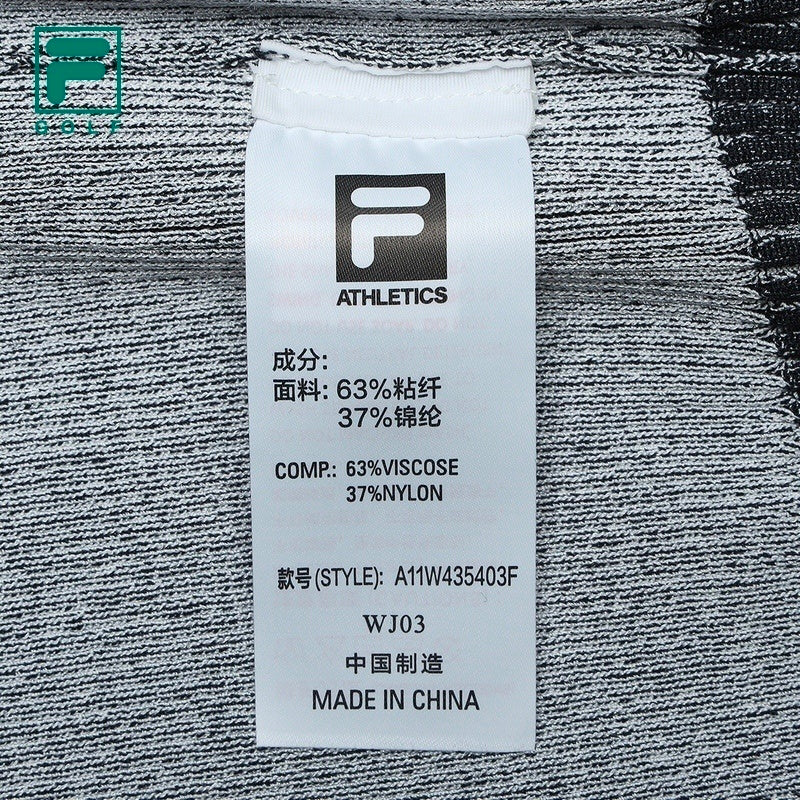 F
GOLF
F
ATHLETICS
成分:
面料: 63%粘纤
37%锦纶
COMP.: 63%VISCOSE
37%NYLON
款号(STYLE): A11W435403F
WJ03
中国制造
MADE IN CHINA